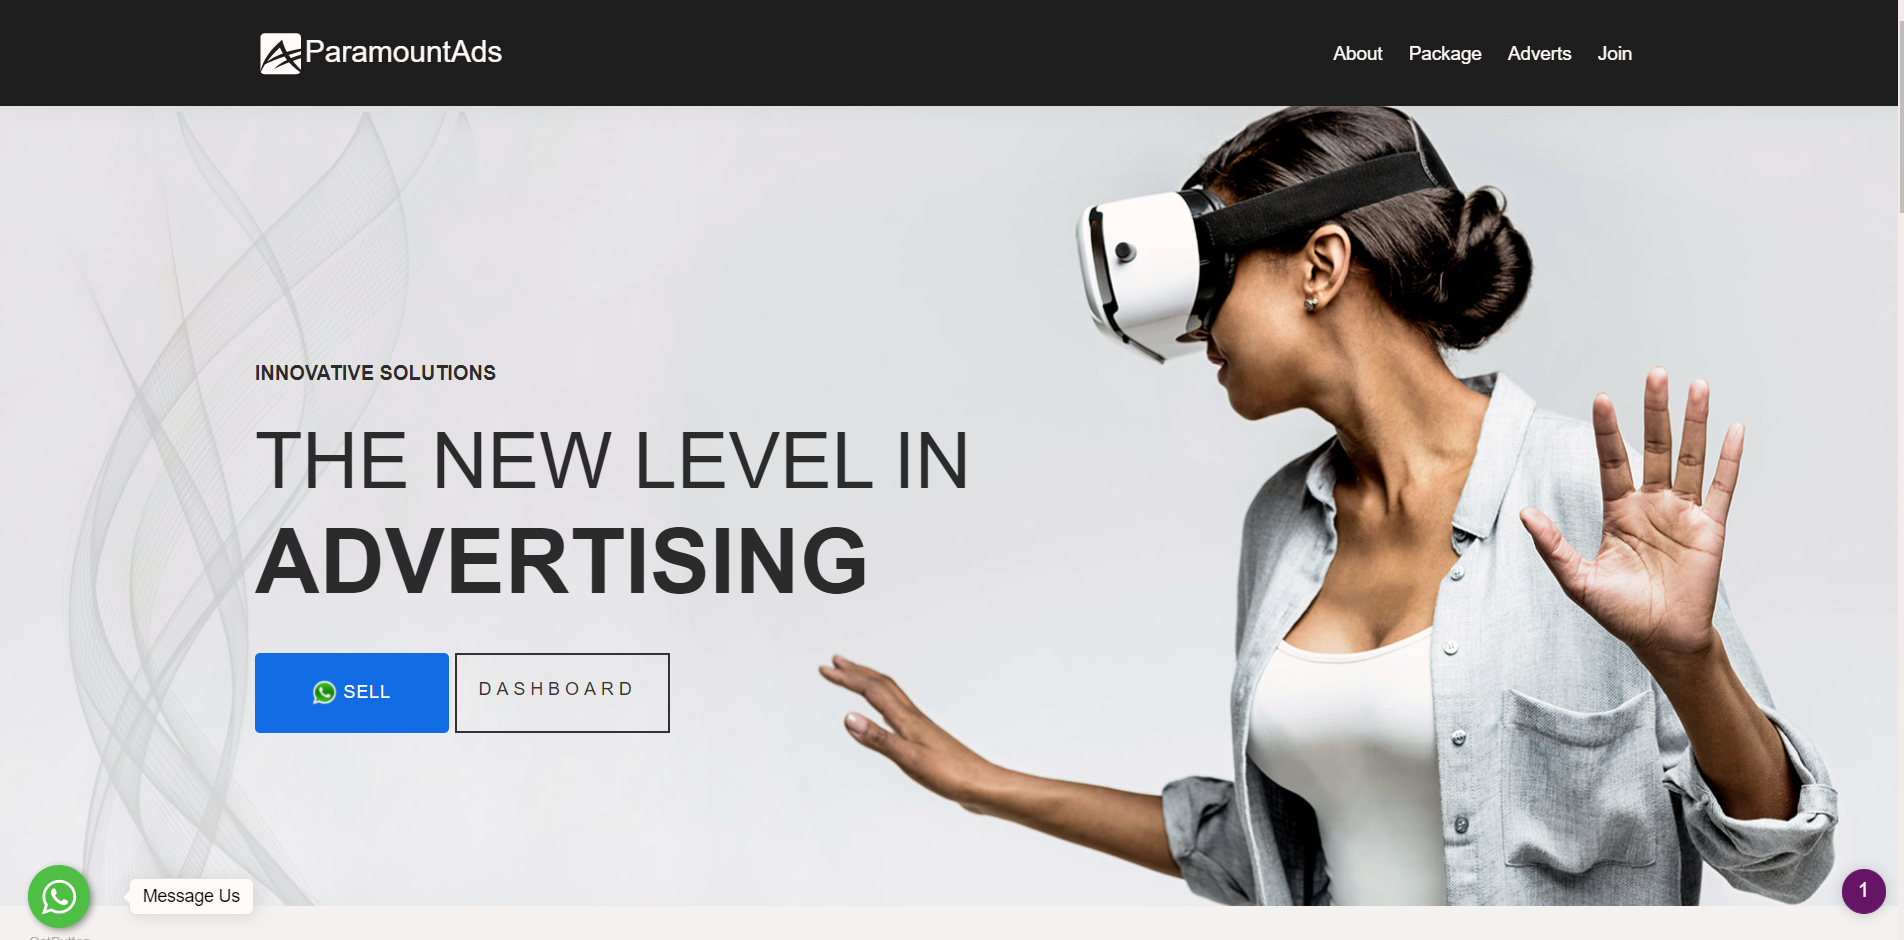 ParamountAds
About Package Adverts Join
INNOVATIVE SOLUTIONS
THE NEW LEVEL IN
ADVERTISING
SELL
DASHBOARD
Message Us
1